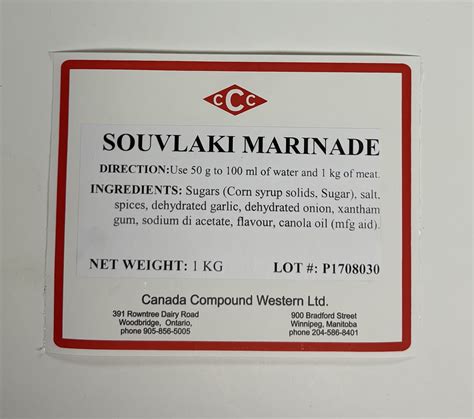 CCC
SOUVLAKI MARINADE
DIRECTION:Use 50 g to 100 ml of water and 1 kg of meat.
INGREDIENTS: Sugars (Corn syrup solids, Sugar), salt,
spices, dehydrated garlic, dehydrated onion, xantham
gum, sodium di acetate, flavour, canola oil (mfg aid).
NET WEIGHT: 1 KG LOT #: P1708030
Canada Compound Western Ltd.
391 Rowntree Dairy Road
Woodbridge, Ontario,
phone 905-856-5005
900 Bradford Street
Winnipeg, Manitoba
phone 204-586-8401